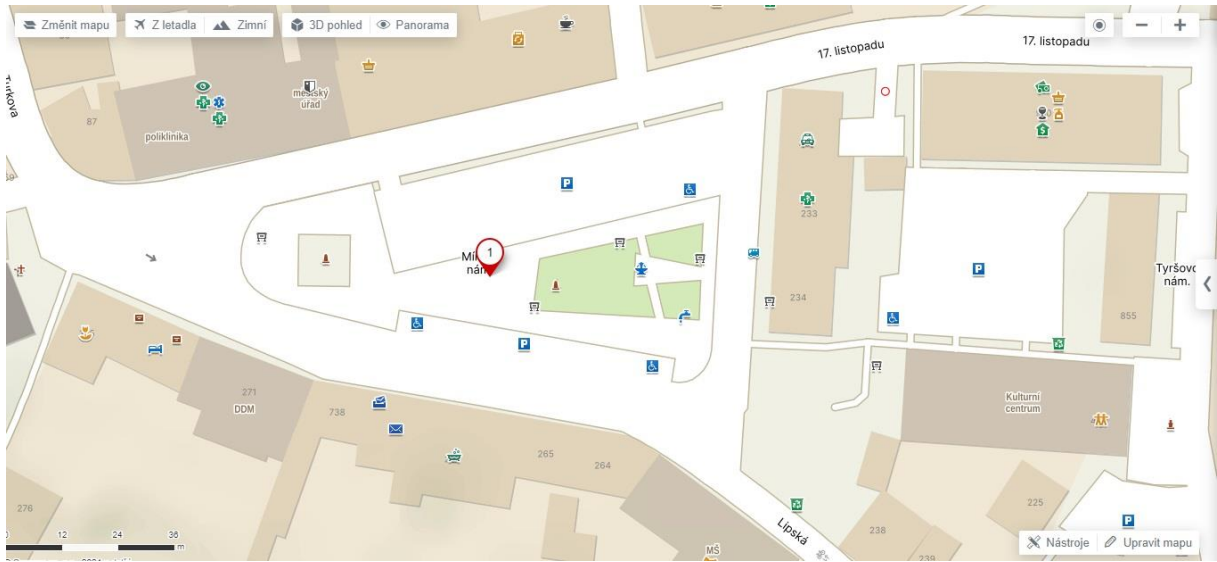 Změnit mapu
Z letadla
Zimní
3D pohled
Panorama
17. listopadu
17. listopadu
městský
úřad
87
poliklinika
P
233
Tyršovo
nám.
1
nám.
P
234
855
P
271
DDM
738
Kulturní
centrum
265
264
276
225
P
12
24
36
m
Lipská
238
239
MŠ
Nástroje
Upravit mapu